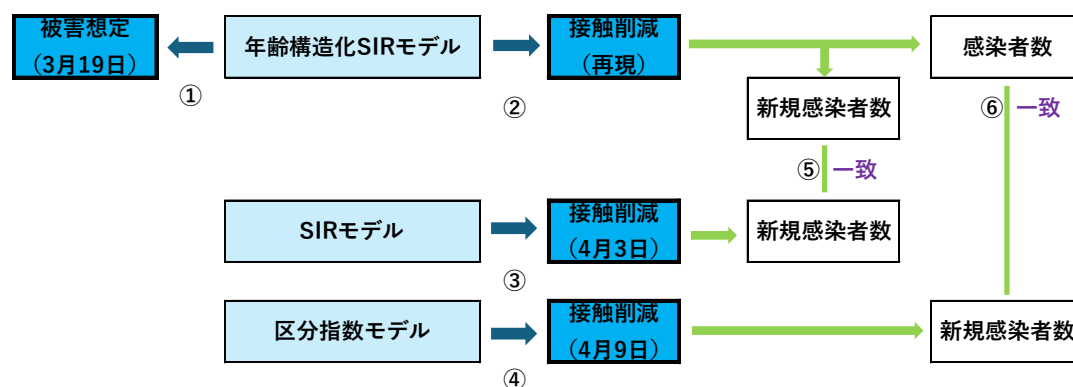 被害想定
（3月19日）
年齢構造化SIRモデル
接触削減
（再現）
感染者数
①
②
新規感染者数
⑥
一致
⑤
一致
SIRモデル
接触削減
（4月3日）
新規感染者数
③
区分指数モデル
接触削減
（4月9日）
新規感染者数
④